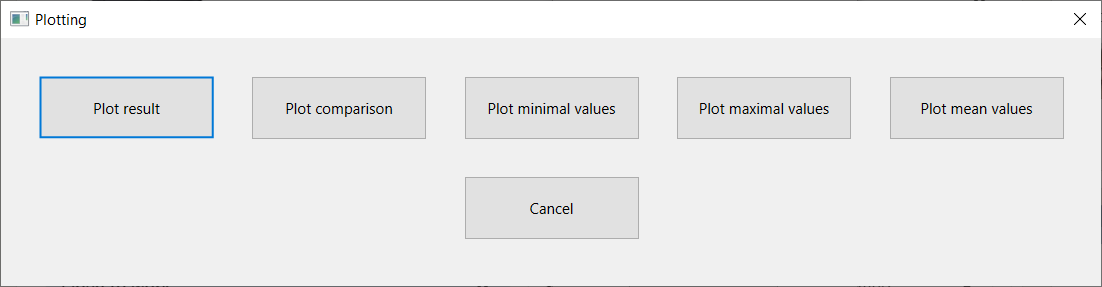 Plotting
Plot result
Plot comparison
Plot minimal values
Plot maximal values
Plot mean values
Cancel